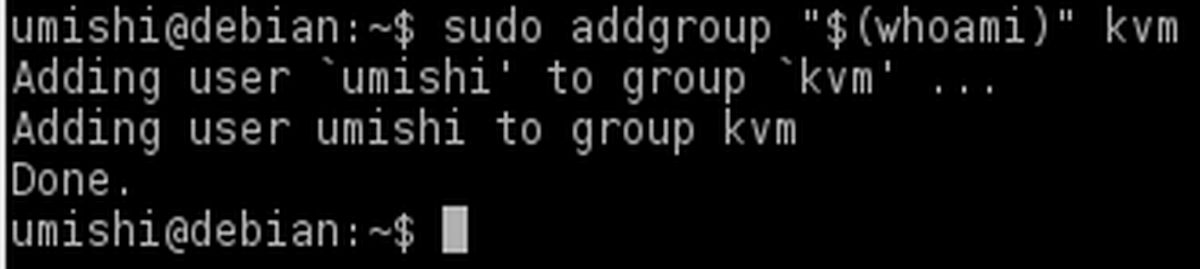 umishi@debian:~$ sudo addgroup "$(whoami)" kvm
Adding user `umishi' to group `kvm' ...
Adding user umishi to group kvm
Done.
umishi@debian:~$